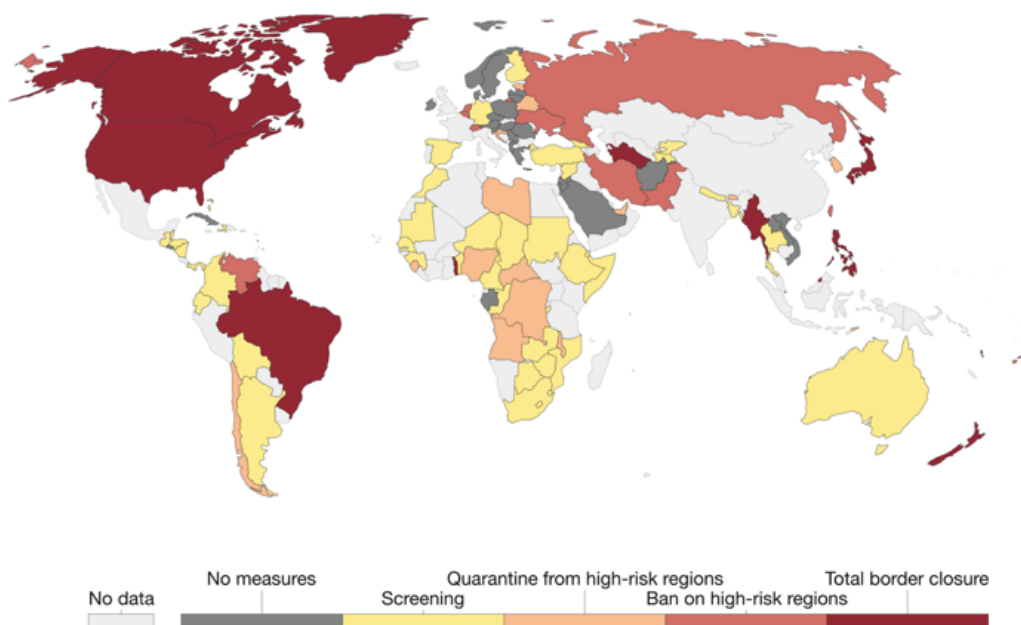 No measures
Quarantine from high-risk regions
Total border closure
No data
Screening
Ban on high-risk regions